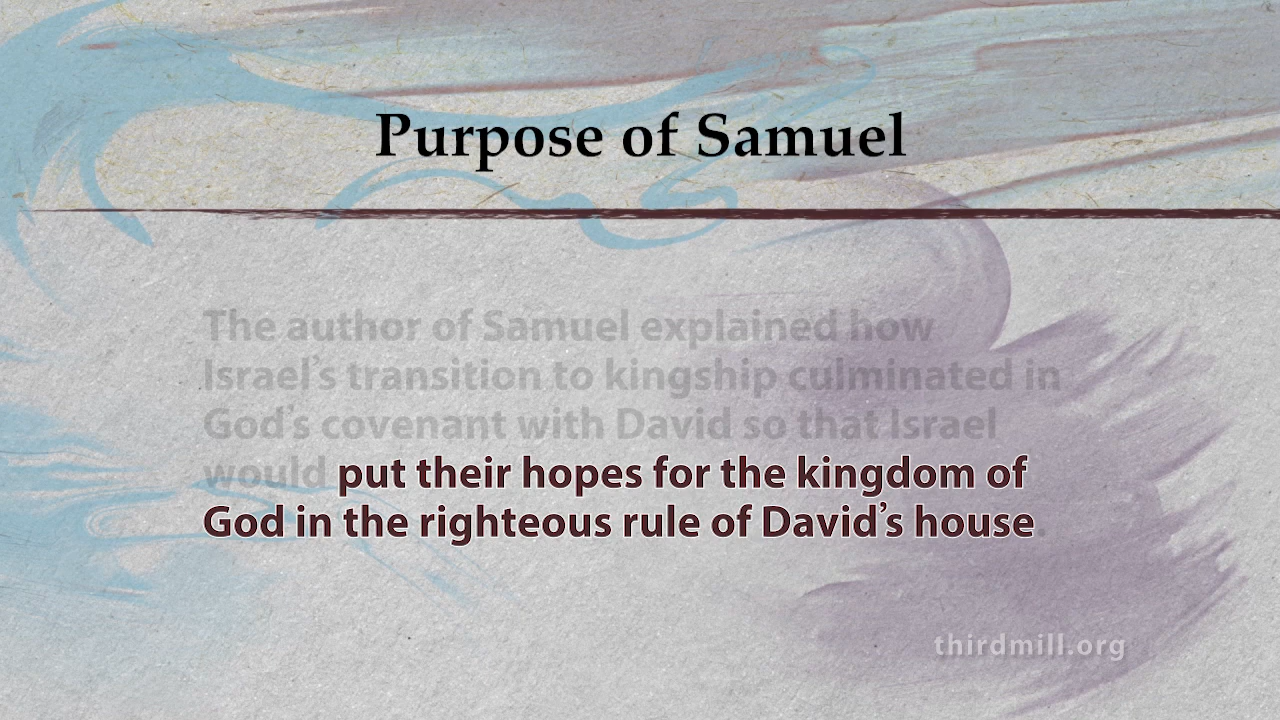 Purpose of Samuel
The author of Samuel explained how
Israel’s transition to kingship culminated in
God’s covenant with David so that Israel
would put their hopes for the kingdom of
God in the righteous rule of David’s house.
thirdmill.org